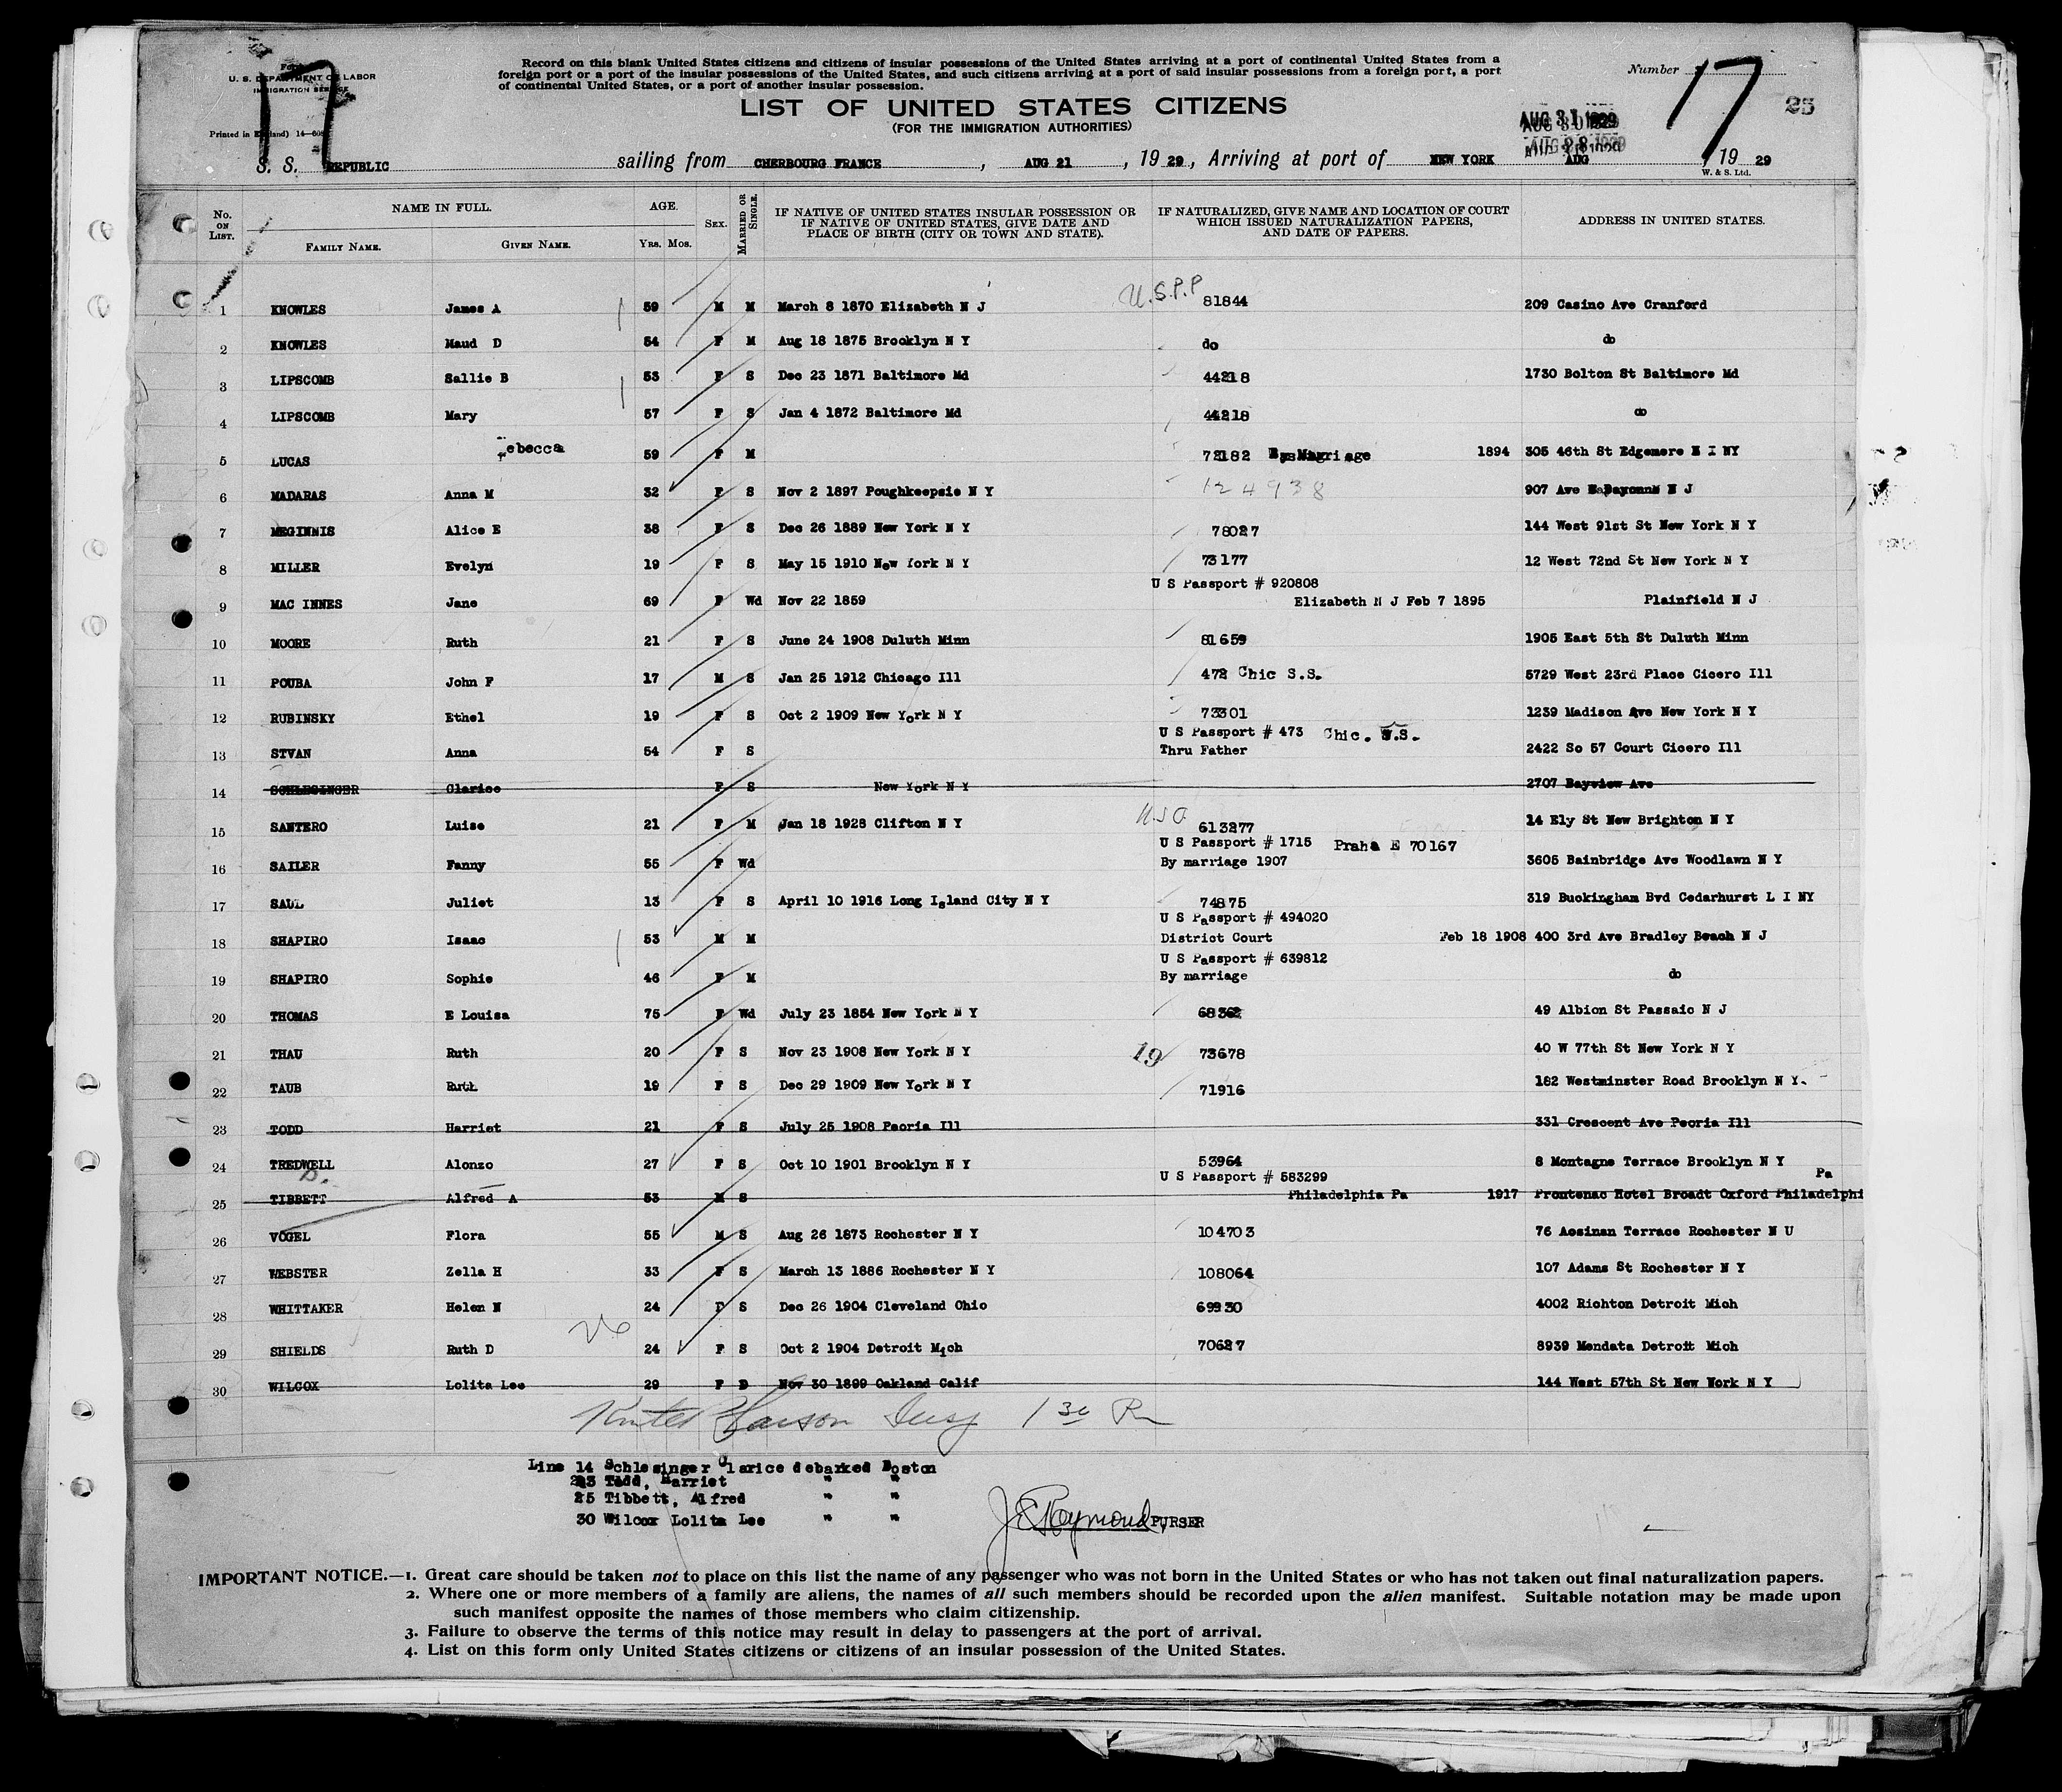 17
U. S. DEPARTMENT OF LABOR
IMMIGRATION SERVICE
Record on this blank United States citizens and citizens of insular possessions of the United States arriving at a port of continental United States from a
foreign port or a port of the insular possessions of the United States, and such citizens arriving at a port of said insular possessions from a foreign port, a port
of continental United States, or a port of another insular possession.
Number 17 25
LIST OF UNITED STATES CITIZENS
(FOR THE IMMIGRATION AUTHORITIES)
AUG 31 1929
S. S. REPUBLIC sailing from CHERBOURG FRANCE , AUG 21 , 19 29 , Arriving at port of NEW YORK AUG , 19 29
W. & S. Ltd.
No. ON LIST. NAME IN FULL. FAMILY NAME. GIVEN NAME. AGE. YRS. MOS. SEX. MARRIED OR SINGLE. IF NATIVE OF UNITED STATES INSULAR POSSESSION OR IF NATIVE OF UNITED STATES, GIVE DATE AND PLACE OF BIRTH (CITY OR TOWN AND STATE). IF NATURALIZED, GIVE NAME AND LOCATION OF COURT WHICH ISSUED NATURALIZATION PAPERS, AND DATE OF PAPERS. ADDRESS IN UNITED STATES.
1 KNOWLES James A 59 M M March 8 1870 Elizabeth N J U.S.P.P 81844 209 Casino Ave Cranford
2 KNOWLES Maud D 54 F M Aug 18 1875 Brooklyn N Y do do
3 LIPSCOMB Sallie B 53 F S Dec 23 1871 Baltimore Md 44218 1730 Bolton St Baltimore Md
4 LIPSCOMB Mary 57 F S Jan 4 1872 Baltimore Md 44218 do
5 LUCAS rebecca 59 F M 72182 By Marriage 1894 305 46th St Edgemere I NY
6 MADARAS Anna M 32 F S Nov 2 1897 Poughkeepsie N Y 124938 907 Ave Bayonne N J
7 MEGINNIS Alice E 38 F S Dec 26 1889 New York N Y 78027 144 West 91st St New York N Y
8 MILLER Evelyn 19 F S May 15 1910 New York N Y 73177 12 West 72nd St New York N Y
U S Passport # 920808
9 MAC INNES Jane 69 F Wd Nov 22 1859 Elizabeth N J Feb 7 1895 Plainfield N J
10 MOORE Ruth 21 F S June 24 1908 Duluth Minn 81659 1905 East 5th St Duluth Minn
11 POUBA John F 17 M S Jan 25 1912 Chicago Ill 472 Chic S.S. 5729 West 23rd Place Cicero Ill
12 RUBINSKY Ethel 19 F S Oct 2 1909 New York N Y 73301 1239 Madison Ave New York N Y
U S Passport # 473 Chic. S.S.
13 STVAN Anna 54 F S Thru Father 2422 So 57 Court Cicero Ill
14 SCHLESINGER Clarice F S New York N Y 2707 Bayview Ave
15 SANTERO Luise 21 F M Jan 18 1928 Clifton N Y 613277 14 Ely St New Brighton N Y
U S Passport # 1715 Praha E 70167
16 SAILER Fanny 55 F Wd By marriage 1907 3605 Bainbridge Ave Woodlawn N Y
17 SAUL Juliet 13 F S April 10 1916 Long Island City N Y 74875 319 Buckingham Bvd Cedarhurst L I NY
U S Passport # 494020
18 SHAPIRO Isaac 53 M M District Court Feb 18 1908 400 3rd Ave Bradley Beach N J
U S Passport # 639812
19 SHAPIRO Sophie 46 F M By marriage do
20 THOMAS E Louisa 75 F Wd July 23 1854 New York N Y 68362 49 Albion St Passaic N J
21 THAU Ruth 20 F S Nov 23 1908 New York N Y 19 73678 40 W 77th St New York N Y
22 TAUB Ruth 19 F S Dec 29 1909 New York N Y 71916 182 Westminster Road Brooklyn N Y.
23 TODD Harriet 21 F S July 25 1908 Peoria Ill 331 Crescent Ave Peoria Ill
24 TREDWELL Alonzo 27 F S Oct 10 1901 Brooklyn N Y 53964 8 Montagne Terrace Brooklyn N Y
D. U S Passport # 583299 Pa
25 TIBBETT Alfred A 53 M S Philadelphia Pa 1917 Frontenac Hotel Broadt Oxford Philadelphi
26 VOGEL Flora 55 M S Aug 26 1873 Rochester N Y 104703 76 Aosinan Terrace Rochester N U
27 WEBSTER Zella H 33 F S March 13 1886 Rochester N Y 108064 107 Adams St Rochester N Y
28 WHITTAKER Helen N 24 F S Dec 26 1904 Cleveland Ohio 69930 4002 Richton Detroit Mich
26
29 SHIELDS Ruth D 24 F S Oct 2 1904 Detroit Mich 70627 8939 Mendata Detroit Mich
30 WILCOX Lolita Lee 29 F D Nov 30 1899 Oakland Calif 144 West 57th St New Work N Y
Line 14 Schlesinger Clarice debarked Boston
23 Todd, Harriet " "
25 Tibbett, Alfred " "
30 Wilcox Lolita Lee " "
PURSER
IMPORTANT NOTICE.—1. Great care should be taken not to place on this list the name of any passenger who was not born in the United States or who has not taken out final naturalization papers.
2. Where one or more members of a family are aliens, the names of all such members should be recorded upon the alien manifest. Suitable notation may be made upon
such manifest opposite the names of those members who claim citizenship.
3. Failure to observe the terms of this notice may result in delay to passengers at the port of arrival.
4. List on this form only United States citizens or citizens of an insular possession of the United States.